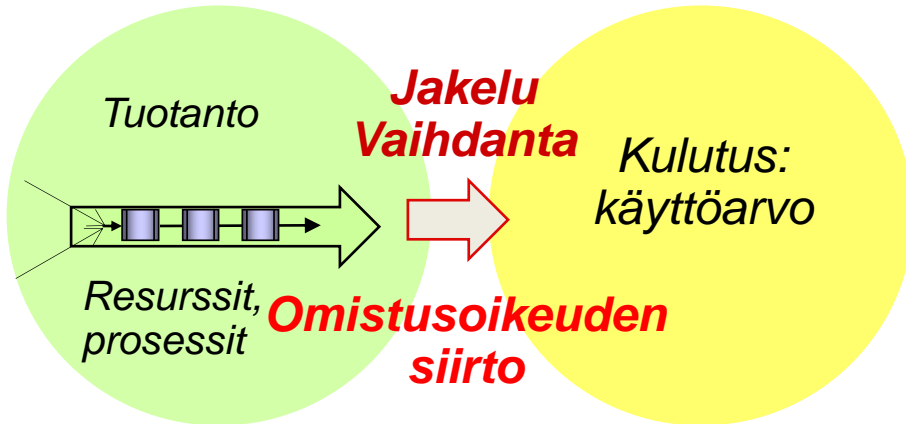 Tuotanto
Resurssit,
prosessit
Jakelu
Vaihdanta
Omistusoikeuden
siirto
Kulutus:
käyttöarvo